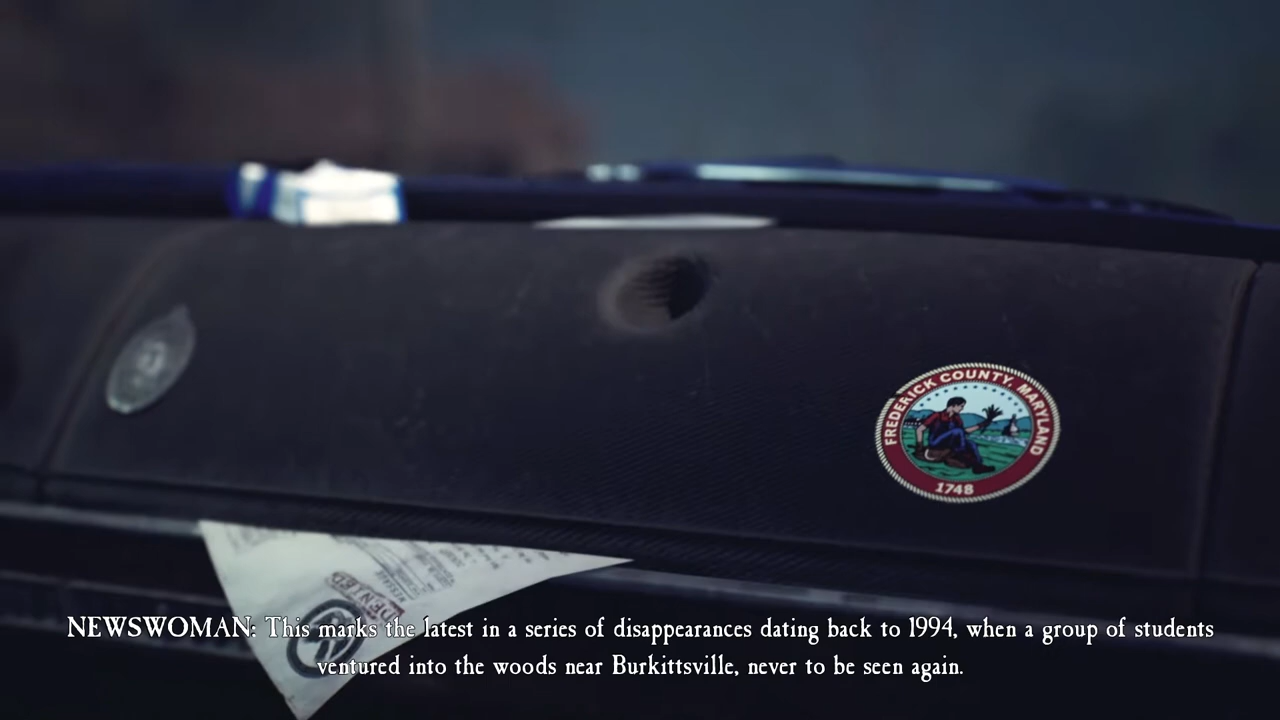 FREDERICK COUNTY, MARYLAND
1748
DENIED
NEWSWOMAN: This marks the latest in a series of disappearances dating back to 1994, when a group of students
ventured into the woods near Burkittsville, never to be seen again.